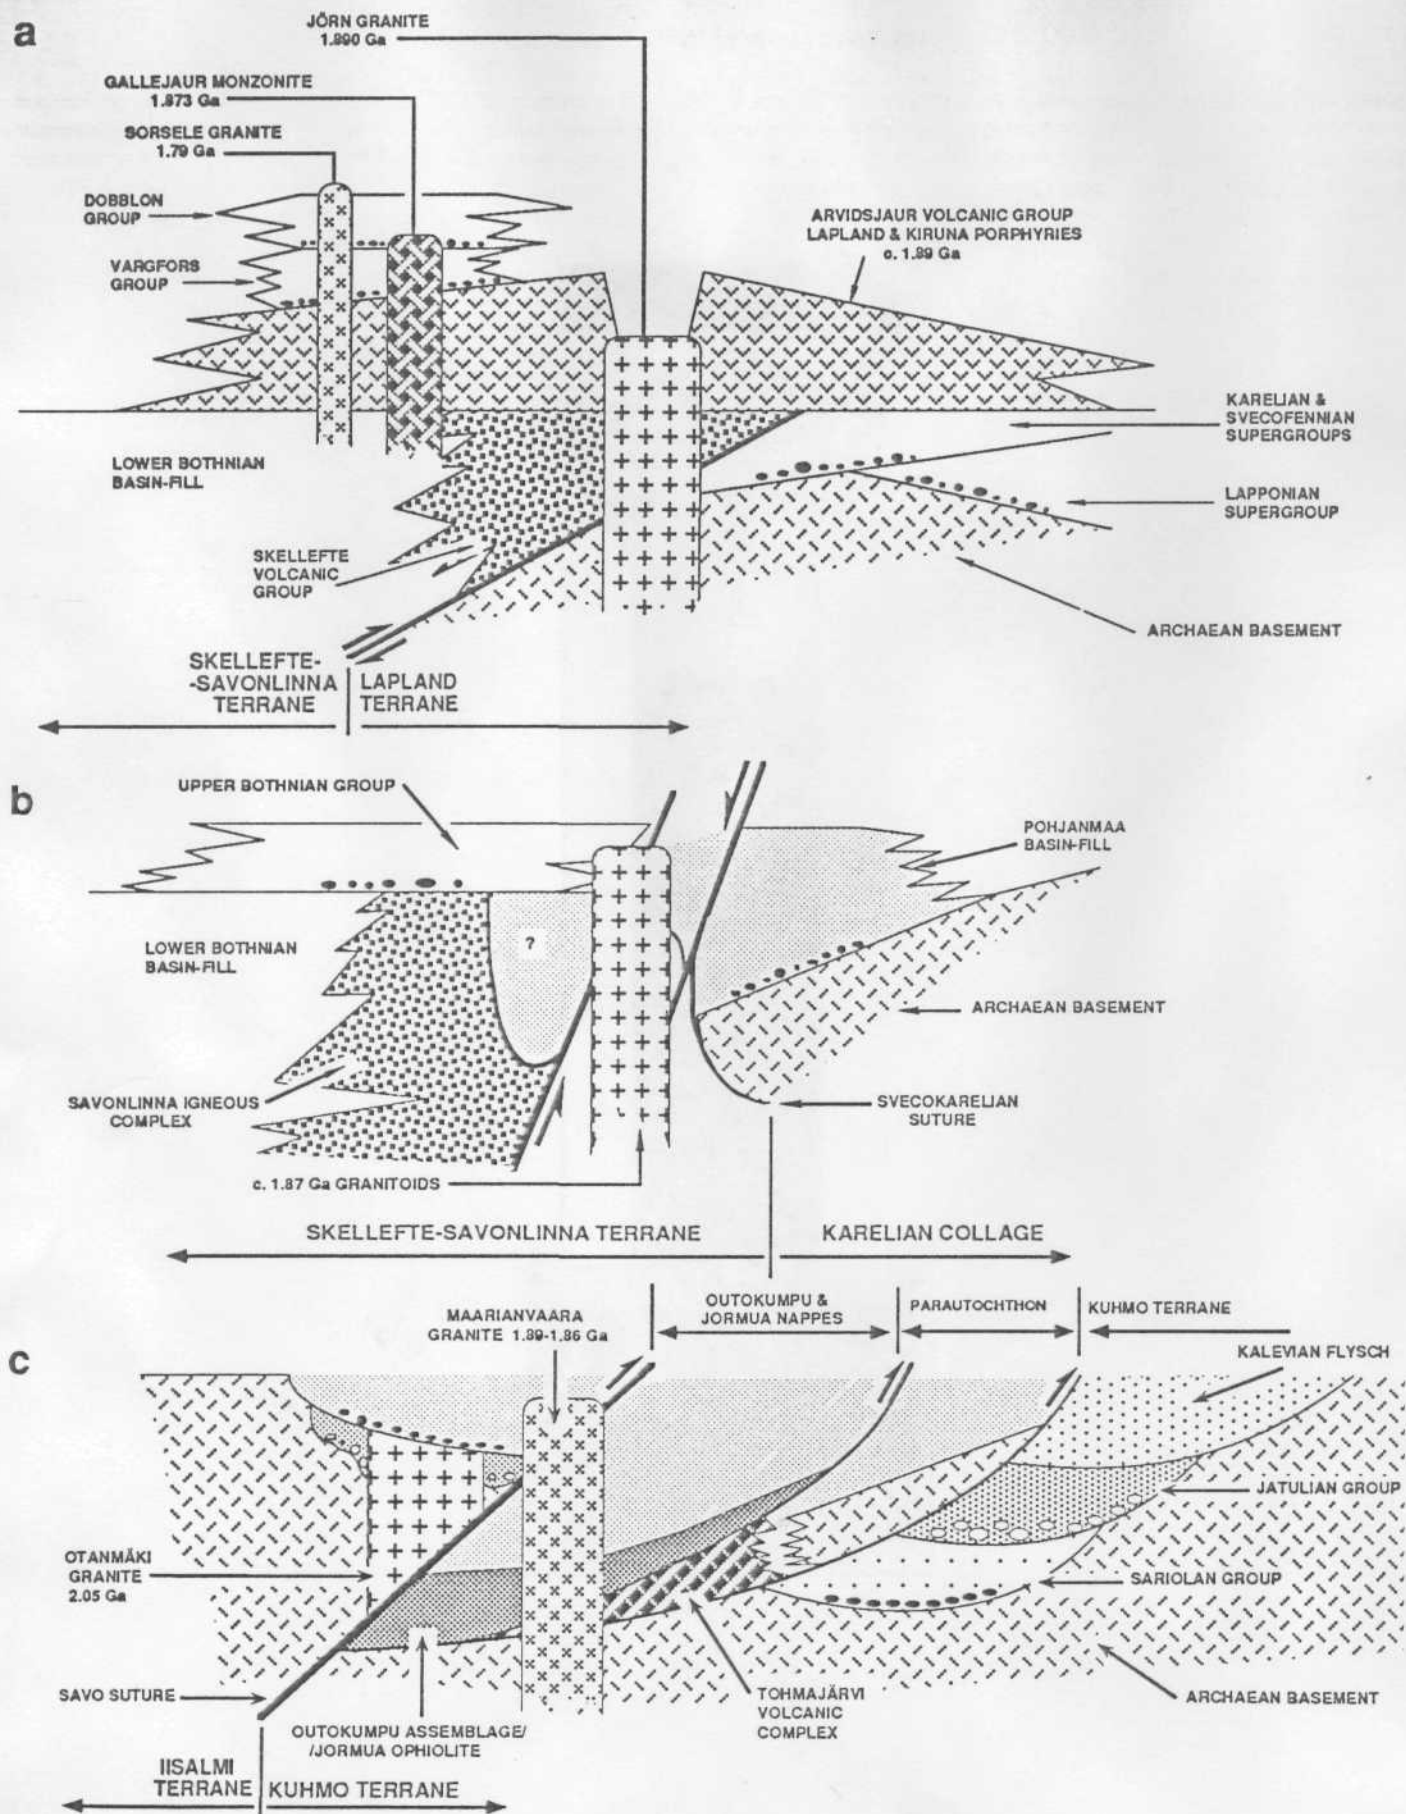 a
JÖRN GRANITE
1.890 Ga
GALLEJAUR MONZONITE
1.873 Ga
SORSELE GRANITE
1.79 Ga
DOBBLON
GROUP
VARGFORS
GROUP
ARVIDSJAUR VOLCANIC GROUP
LAPLAND & KIRUNA PORPHYRIES
c. 1.89 Ga
KARELIAN &
SVECOFENNIAN
SUPERGROUPS
LOWER BOTHNIAN
BASIN-FILL
LAPPONIAN
SUPERGROUP
SKELLEFTE
VOLCANIC
GROUP
ARCHAEAN BASEMENT
SKELLEFTE-
-SAVONLINNA
TERRANE
LAPLAND
TERRANE
b
UPPER BOTHNIAN GROUP
POHJANMAA
BASIN-FILL
LOWER BOTHNIAN
BASIN-FILL
?
ARCHAEAN BASEMENT
SAVONLINNA IGNEOUS
COMPLEX
SVECOKARELIAN
SUTURE
c. 1.87 Ga GRANITOIDS
SKELLEFTE-SAVONLINNA TERRANE
KARELIAN COLLAGE
c
MAARIANVAARA
GRANITE 1.89-1.86 Ga
OUTOKUMPU &
JORMUA NAPPES
PARAUTOCHTHON
KUHMO TERRANE
KALEVIAN FLYSCH
JATULIAN GROUP
OTANMÄKI
GRANITE
2.05 Ga
SARIOLAN GROUP
SAVO SUTURE
OUTOKUMPU ASSEMBLAGE/
/JORMUA OPHIOLITE
TOHMAJÄRVI
VOLCANIC
COMPLEX
ARCHAEAN BASEMENT
IISALMI
TERRANE
KUHMO TERRANE